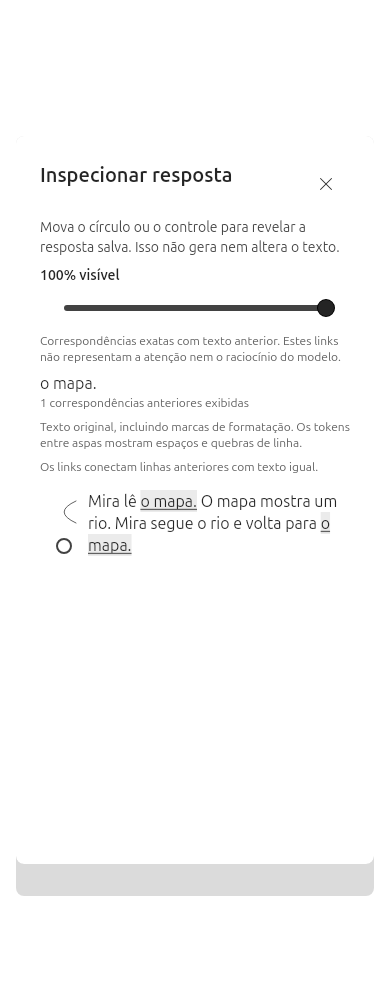 Inspecionar resposta
Mova o círculo ou o controle para revelar a
resposta salva. Isso não gera nem altera o texto.
100% visível
Correspondências exatas com texto anterior. Estes links
não representam a atenção nem o raciocínio do modelo.
o mapa.
1 correspondências anteriores exibidas
Texto original, incluindo marcas de formatação. Os tokens
entre aspas mostram espaços e quebras de linha.
Os links conectam linhas anteriores com texto igual.
Mira lê o mapa. O mapa mostra um
rio. Mira segue o rio e volta para o
mapa.